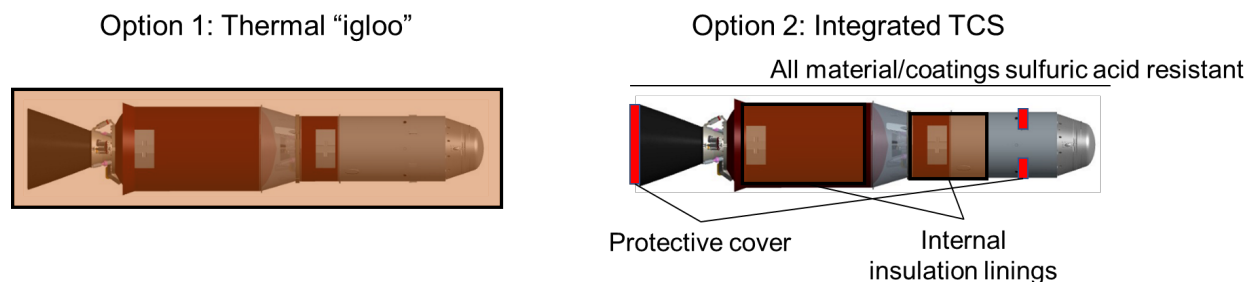 Option 1: Thermal “igloo”
Option 2: Integrated TCS
All material/coatings sulfuric acid resistant
Protective cover
Internal
insulation linings